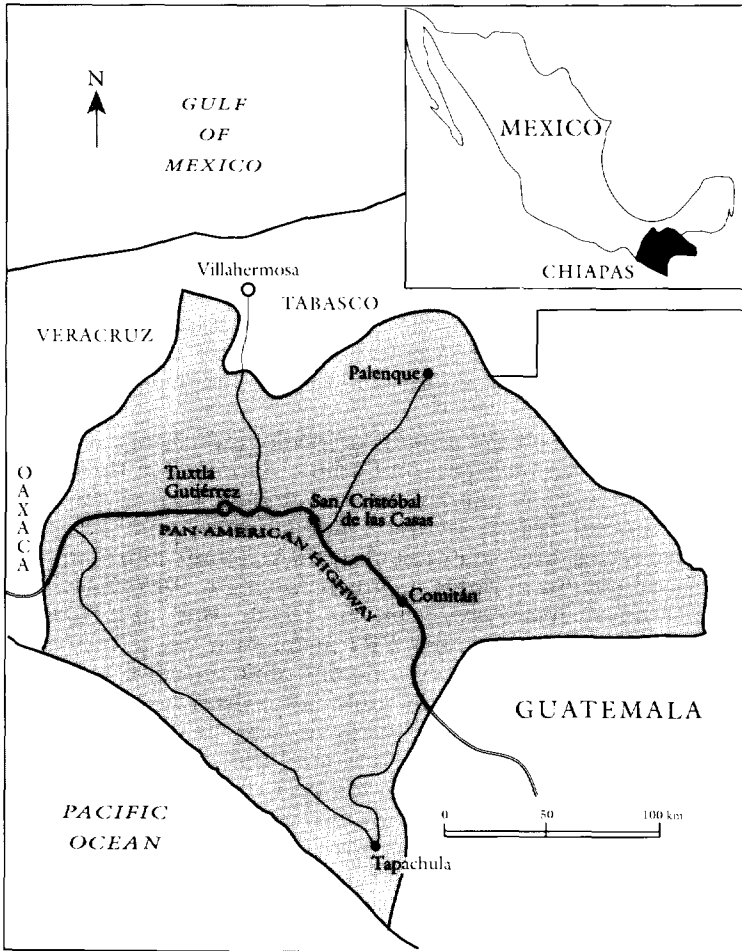 N
GULF
OF
MEXICO
MEXICO
CHIAPAS
Villahermosa
TABASCO
VERACRUZ
Palenque
OAXACA
Tuxtla
Gutiérrez
San Cristóbal
de las Casas
PAN-AMERICAN HIGHWAY
Comitán
GUATEMALA
PACIFIC
OCEAN
0 50 100 km
Tapachula